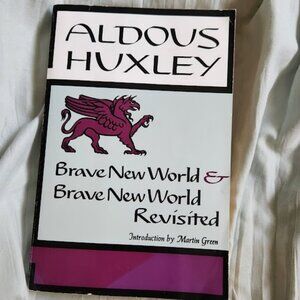 ALDOUS
HUXLEY
Brave New World &
Brave New World
Revisited
Introduction by Martin Green